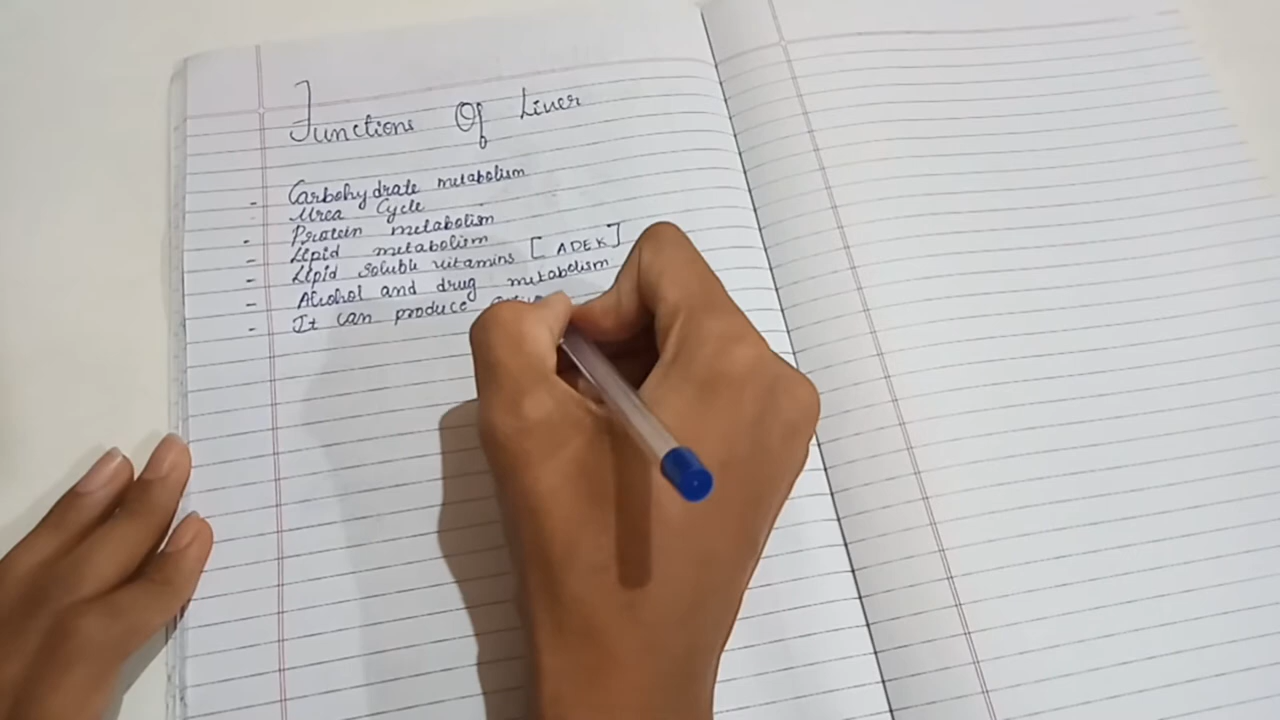 Functions Of Liver
- Carbohydrate metabolism
Urea Cycle
- Protein metabolism
- Lipid metabolism
- Lipid soluble vitamins [ADEK]
- Alcohol and drug metabolism
- It can produce